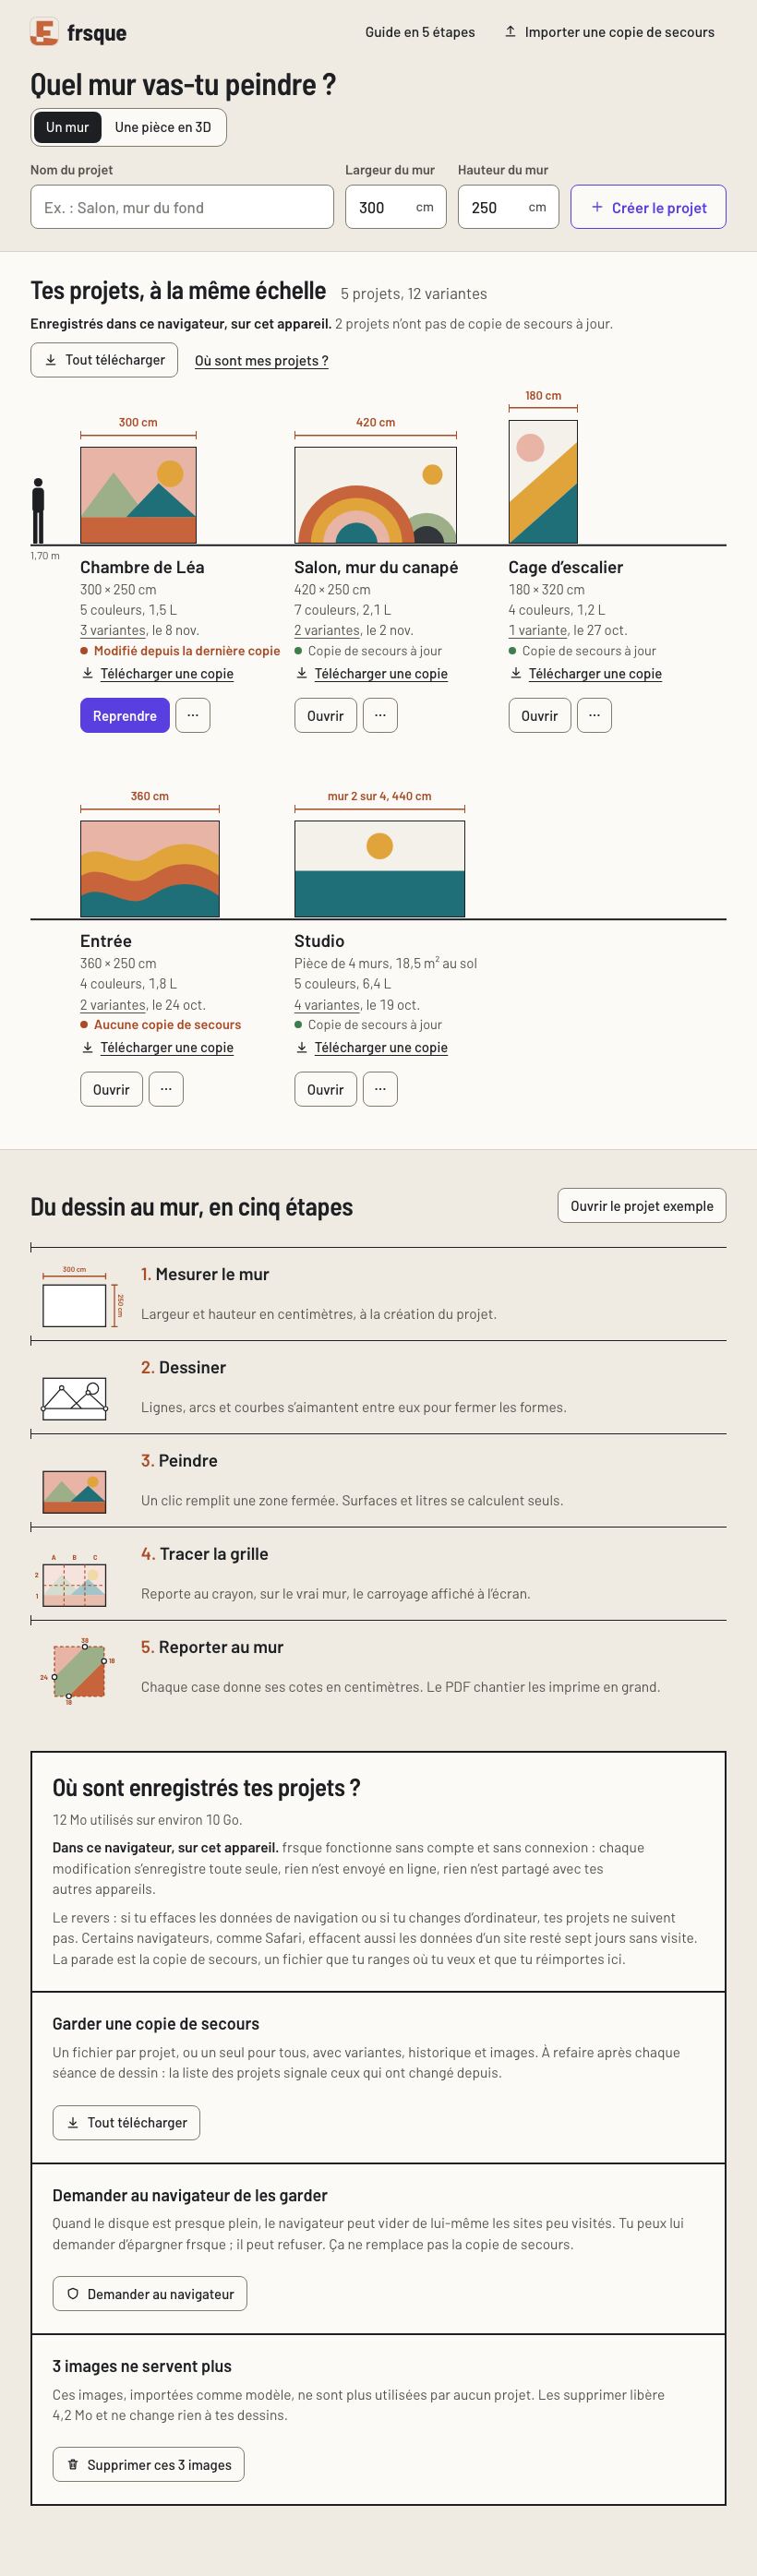 frsque
Guide en 5 étapes
Importer une copie de secours
Quel mur vas-tu peindre ?
Un mur
Une pièce en 3D
Nom du projet
Largeur du mur
Hauteur du mur
Ex. : Salon, mur du fond
300 cm
250 cm
Créer le projet
Tes projets, à la même échelle
5 projets, 12 variantes
Enregistrés dans ce navigateur, sur cet appareil. 2 projets n’ont pas de copie de secours à jour.
Tout télécharger
Où sont mes projets ?
1,70 m
300 cm
Chambre de Léa
300 × 250 cm
5 couleurs, 1,5 L
3 variantes, le 8 nov.
Modifié depuis la dernière copie
Télécharger une copie
Reprendre
...
420 cm
Salon, mur du canapé
420 × 250 cm
7 couleurs, 2,1 L
2 variantes, le 2 nov.
Copie de secours à jour
Télécharger une copie
Ouvrir
...
180 cm
Cage d’escalier
180 × 320 cm
4 couleurs, 1,2 L
1 variante, le 27 oct.
Copie de secours à jour
Télécharger une copie
Ouvrir
...
360 cm
Entrée
360 × 250 cm
4 couleurs, 1,8 L
2 variantes, le 24 oct.
Aucune copie de secours
Télécharger une copie
Ouvrir
...
mur 2 sur 4, 440 cm
Studio
Pièce de 4 murs, 18,5 m² au sol
5 couleurs, 6,4 L
4 variantes, le 19 oct.
Copie de secours à jour
Télécharger une copie
Ouvrir
...
Du dessin au mur, en cinq étapes
Ouvrir le projet exemple
300 cm
250 cm
1. Mesurer le mur
Largeur et hauteur en centimètres, à la création du projet.
2. Dessiner
Lignes, arcs et courbes s’aimantent entre eux pour fermer les formes.
3. Peindre
Un clic remplit une zone fermée. Surfaces et litres se calculent seuls.
A B C
2
1
4. Tracer la grille
Reporte au crayon, sur le vrai mur, le carroyage affiché à l’écran.
38
19
24
18
5. Reporter au mur
Chaque case donne ses cotes en centimètres. Le PDF chantier les imprime en grand.
Où sont enregistrés tes projets ?
12 Mo utilisés sur environ 10 Go.
Dans ce navigateur, sur cet appareil. frsque fonctionne sans compte et sans connexion : chaque
modification s’enregistre toute seule, rien n’est envoyé en ligne, rien n’est partagé avec tes
autres appareils.
Le revers : si tu effaces les données de navigation ou si tu changes d’ordinateur, tes projets ne suivent
pas. Certains navigateurs, comme Safari, effacent aussi les données d’un site resté sept jours sans visite.
La parade est la copie de secours, un fichier que tu ranges où tu veux et que tu réimportes ici.
Garder une copie de secours
Un fichier par projet, ou un seul pour tous, avec variantes, historique et images. À refaire après chaque
séance de dessin : la liste des projets signale ceux qui ont changé depuis.
Tout télécharger
Demander au navigateur de les garder
Quand le disque est presque plein, le navigateur peut vider de lui-même les sites peu visités. Tu peux lui
demander d’épargner frsque ; il peut refuser. Ça ne remplace pas la copie de secours.
Demander au navigateur
3 images ne servent plus
Ces images, importées comme modèle, ne sont plus utilisées par aucun projet. Les supprimer libère
4,2 Mo et ne change rien à tes dessins.
Supprimer ces 3 images